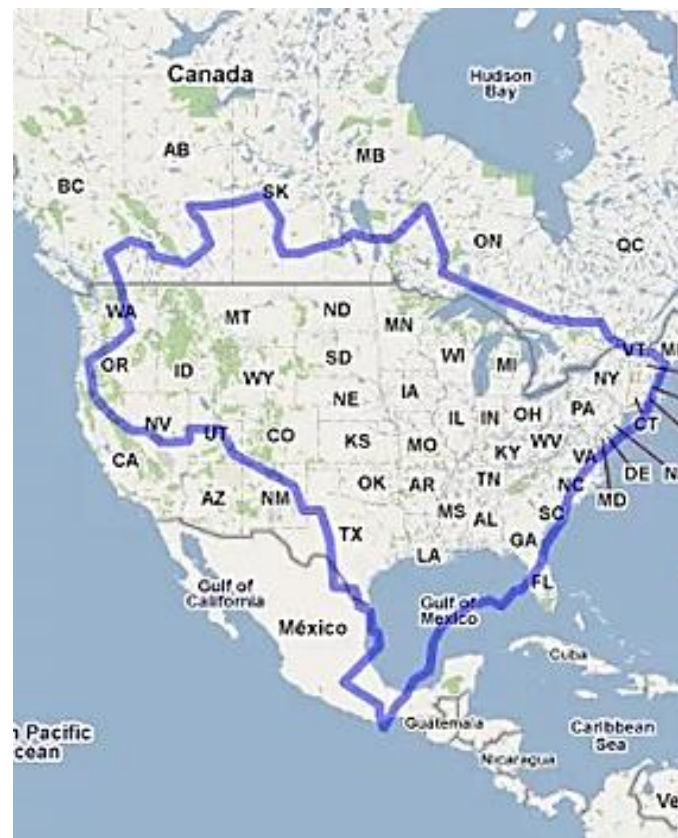 Canada
Hudson
Bay
AB
MB
SK
BC
ON
QC
WA
MT
ND
MN
VT
OR
ID
SD
WI
MI
NY
WY
NE
IA
PA
CT
NV
UT
CO
IL
IN
OH
WV
CA
KS
MO
KY
VA
DE
AZ
NM
OK
AR
TN
NC
MD
MS
AL
SC
TX
GA
LA
FL
Gulf of
California
Gulf of
Mexico
México
Cuba
Guatemala
Caribbean
Sea
Nicaragua
Pacific